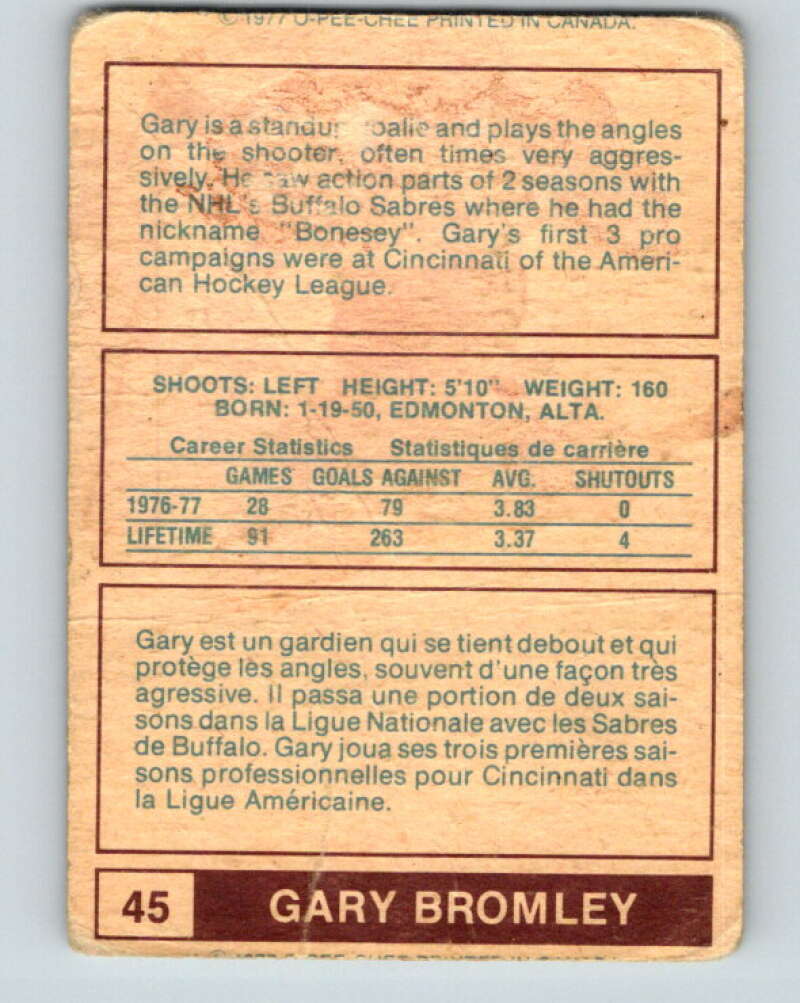 © 1977 O-PEE-CHEE PRINTED IN CANADA.
Gary is a standup goalie and plays the angles
on the shooter, often times very aggres-
sively. He saw action parts of 2 seasons with
the NHL's Buffalo Sabres where he had the
nickname "Bonesey". Gary's first 3 pro
campaigns were at Cincinnati of the Ameri-
can Hockey League.
SHOOTS: LEFT HEIGHT: 5'10" WEIGHT: 160
BORN: 1-19-50, EDMONTON, ALTA.
Career Statistics Statistiques de carrière
GAMES GOALS AGAINST AVG. SHUTOUTS
1976-77 28 79 3.83 0
LIFETIME 91 263 3.37 4
Gary est un gardien qui se tient debout et qui
protège les angles, souvent d'une façon très
agressive. Il passa une portion de deux sai-
sons dans la Ligue Nationale avec les Sabres
de Buffalo. Gary joua ses trois premières sai-
sons professionnelles pour Cincinnati dans
la Ligue Américaine.
45 GARY BROMLEY